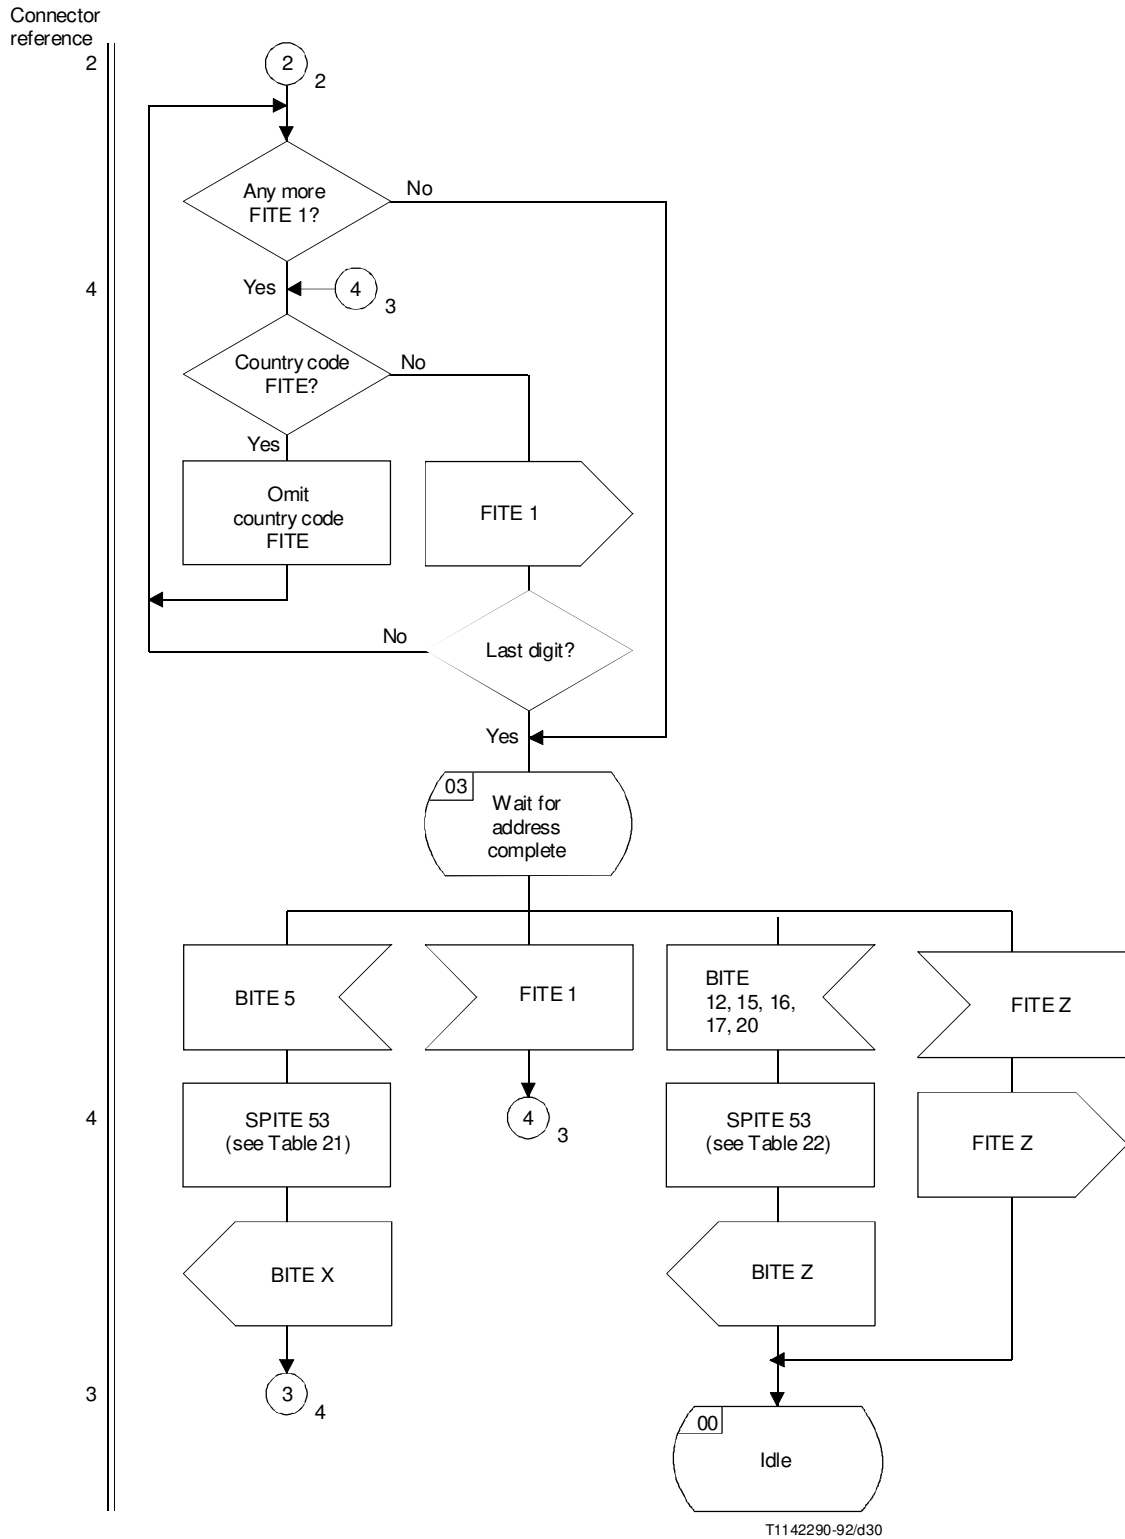 Connector
reference
2
2
2
Any more
FITE 1?
No
4
Yes
4
3
Country code
FITE?
No
Yes
Omit
country code
FITE
FITE 1
No
Last digit?
Yes
03
Wait for
address
complete
BITE 5
FITE 1
BITE
12, 15, 16,
17, 20
FITE Z
4
SPITE 53
(see Table 21)
4
3
SPITE 53
(see Table 22)
FITE Z
BITE X
BITE Z
3
3
4
00
Idle
T1142290-92/d30